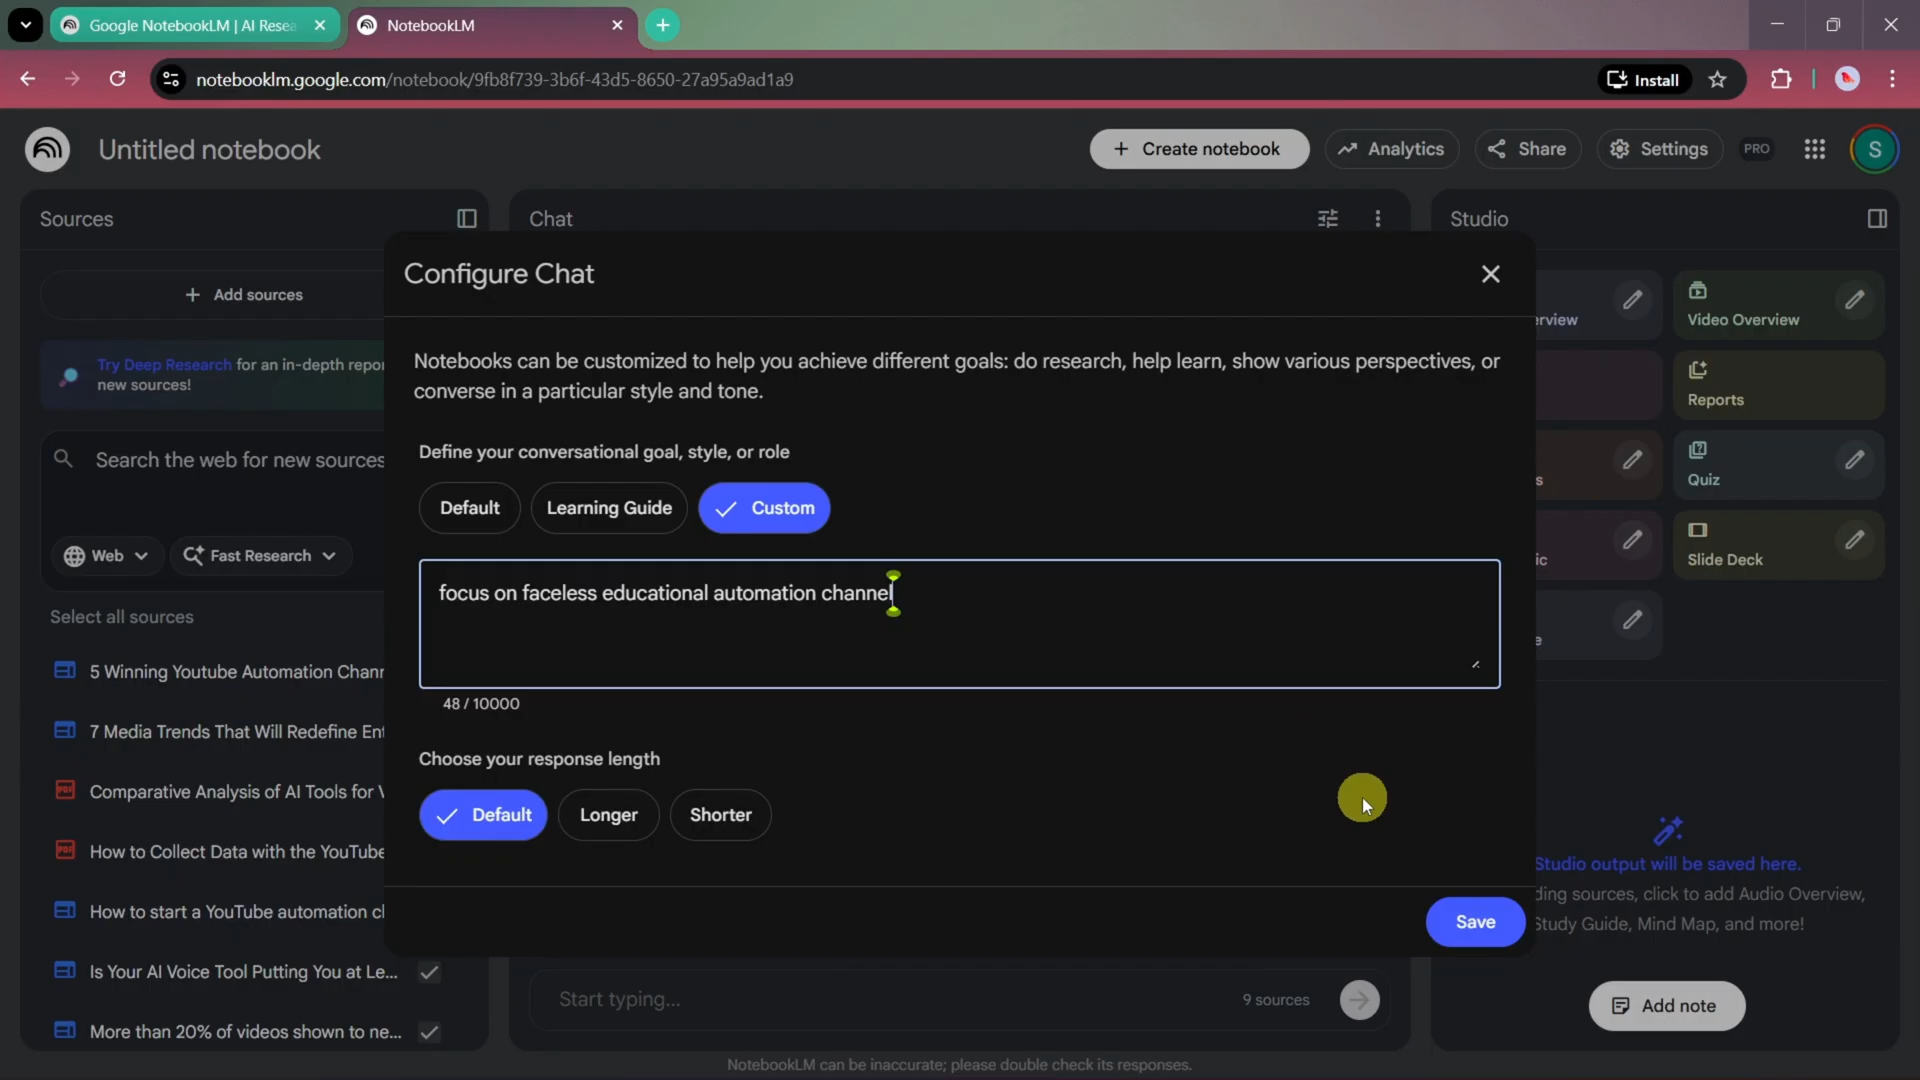 Google NotebookLM | AI Resea
NotebookLM
notebooklm.google.com/notebook/9fb8f739-3b6f-43d5-8650-27a95a9ad1a9
Install
Untitled notebook
Create notebook
Analytics
Share
Settings
PRO
S
Sources
Chat
Studio
Add sources
Try Deep Research for an in-depth repor
new sources!
Search the web for new sources
Web
Fast Research
Select all sources
5 Winning Youtube Automation Chann
7 Media Trends That Will Redefine Ent
Comparative Analysis of AI Tools for V
How to Collect Data with the YouTube
How to start a YouTube automation ch
Is Your AI Voice Tool Putting You at Le...
More than 20% of videos shown to ne...
Configure Chat
Notebooks can be customized to help you achieve different goals: do research, help learn, show various perspectives, or
converse in a particular style and tone.
Define your conversational goal, style, or role
Default
Learning Guide
Custom
focus on faceless educational automation channel
48 / 10000
Choose your response length
Default
Longer
Shorter
Save
Start typing...
9 sources
NotebookLM can be inaccurate; please double check its responses.
rview
Video Overview
Reports
s
Quiz
ic
Slide Deck
e
Studio output will be saved here.
ding sources, click to add Audio Overview,
Study Guide, Mind Map, and more!
Add note